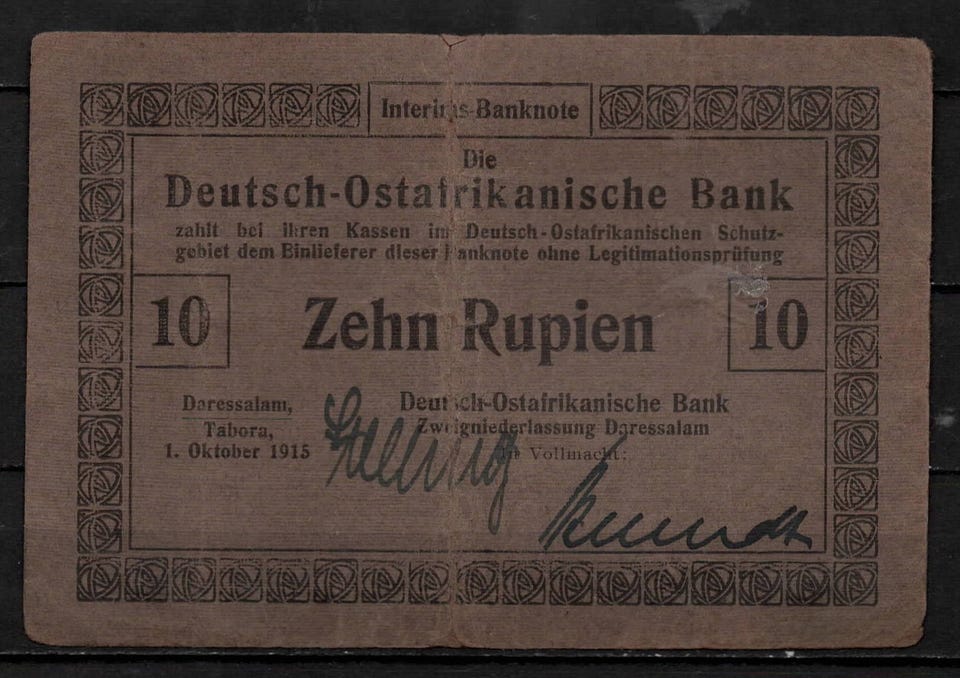 Interims-Banknote
Die
Deutsch-Ostafrikanische Bank
zahlt bei ihren Kassen im Deutsch-Ostafrikanischen Schutz-
gebiet dem Einlieferer dieser Banknote ohne Legitimationsprüfung
10 Zehn Rupien 10
Daressalam,
Tabora,
1. Oktober 1915
Deutsch-Ostafrikanische Bank
Zweigniederlassung Daressalam
In Vollmacht: